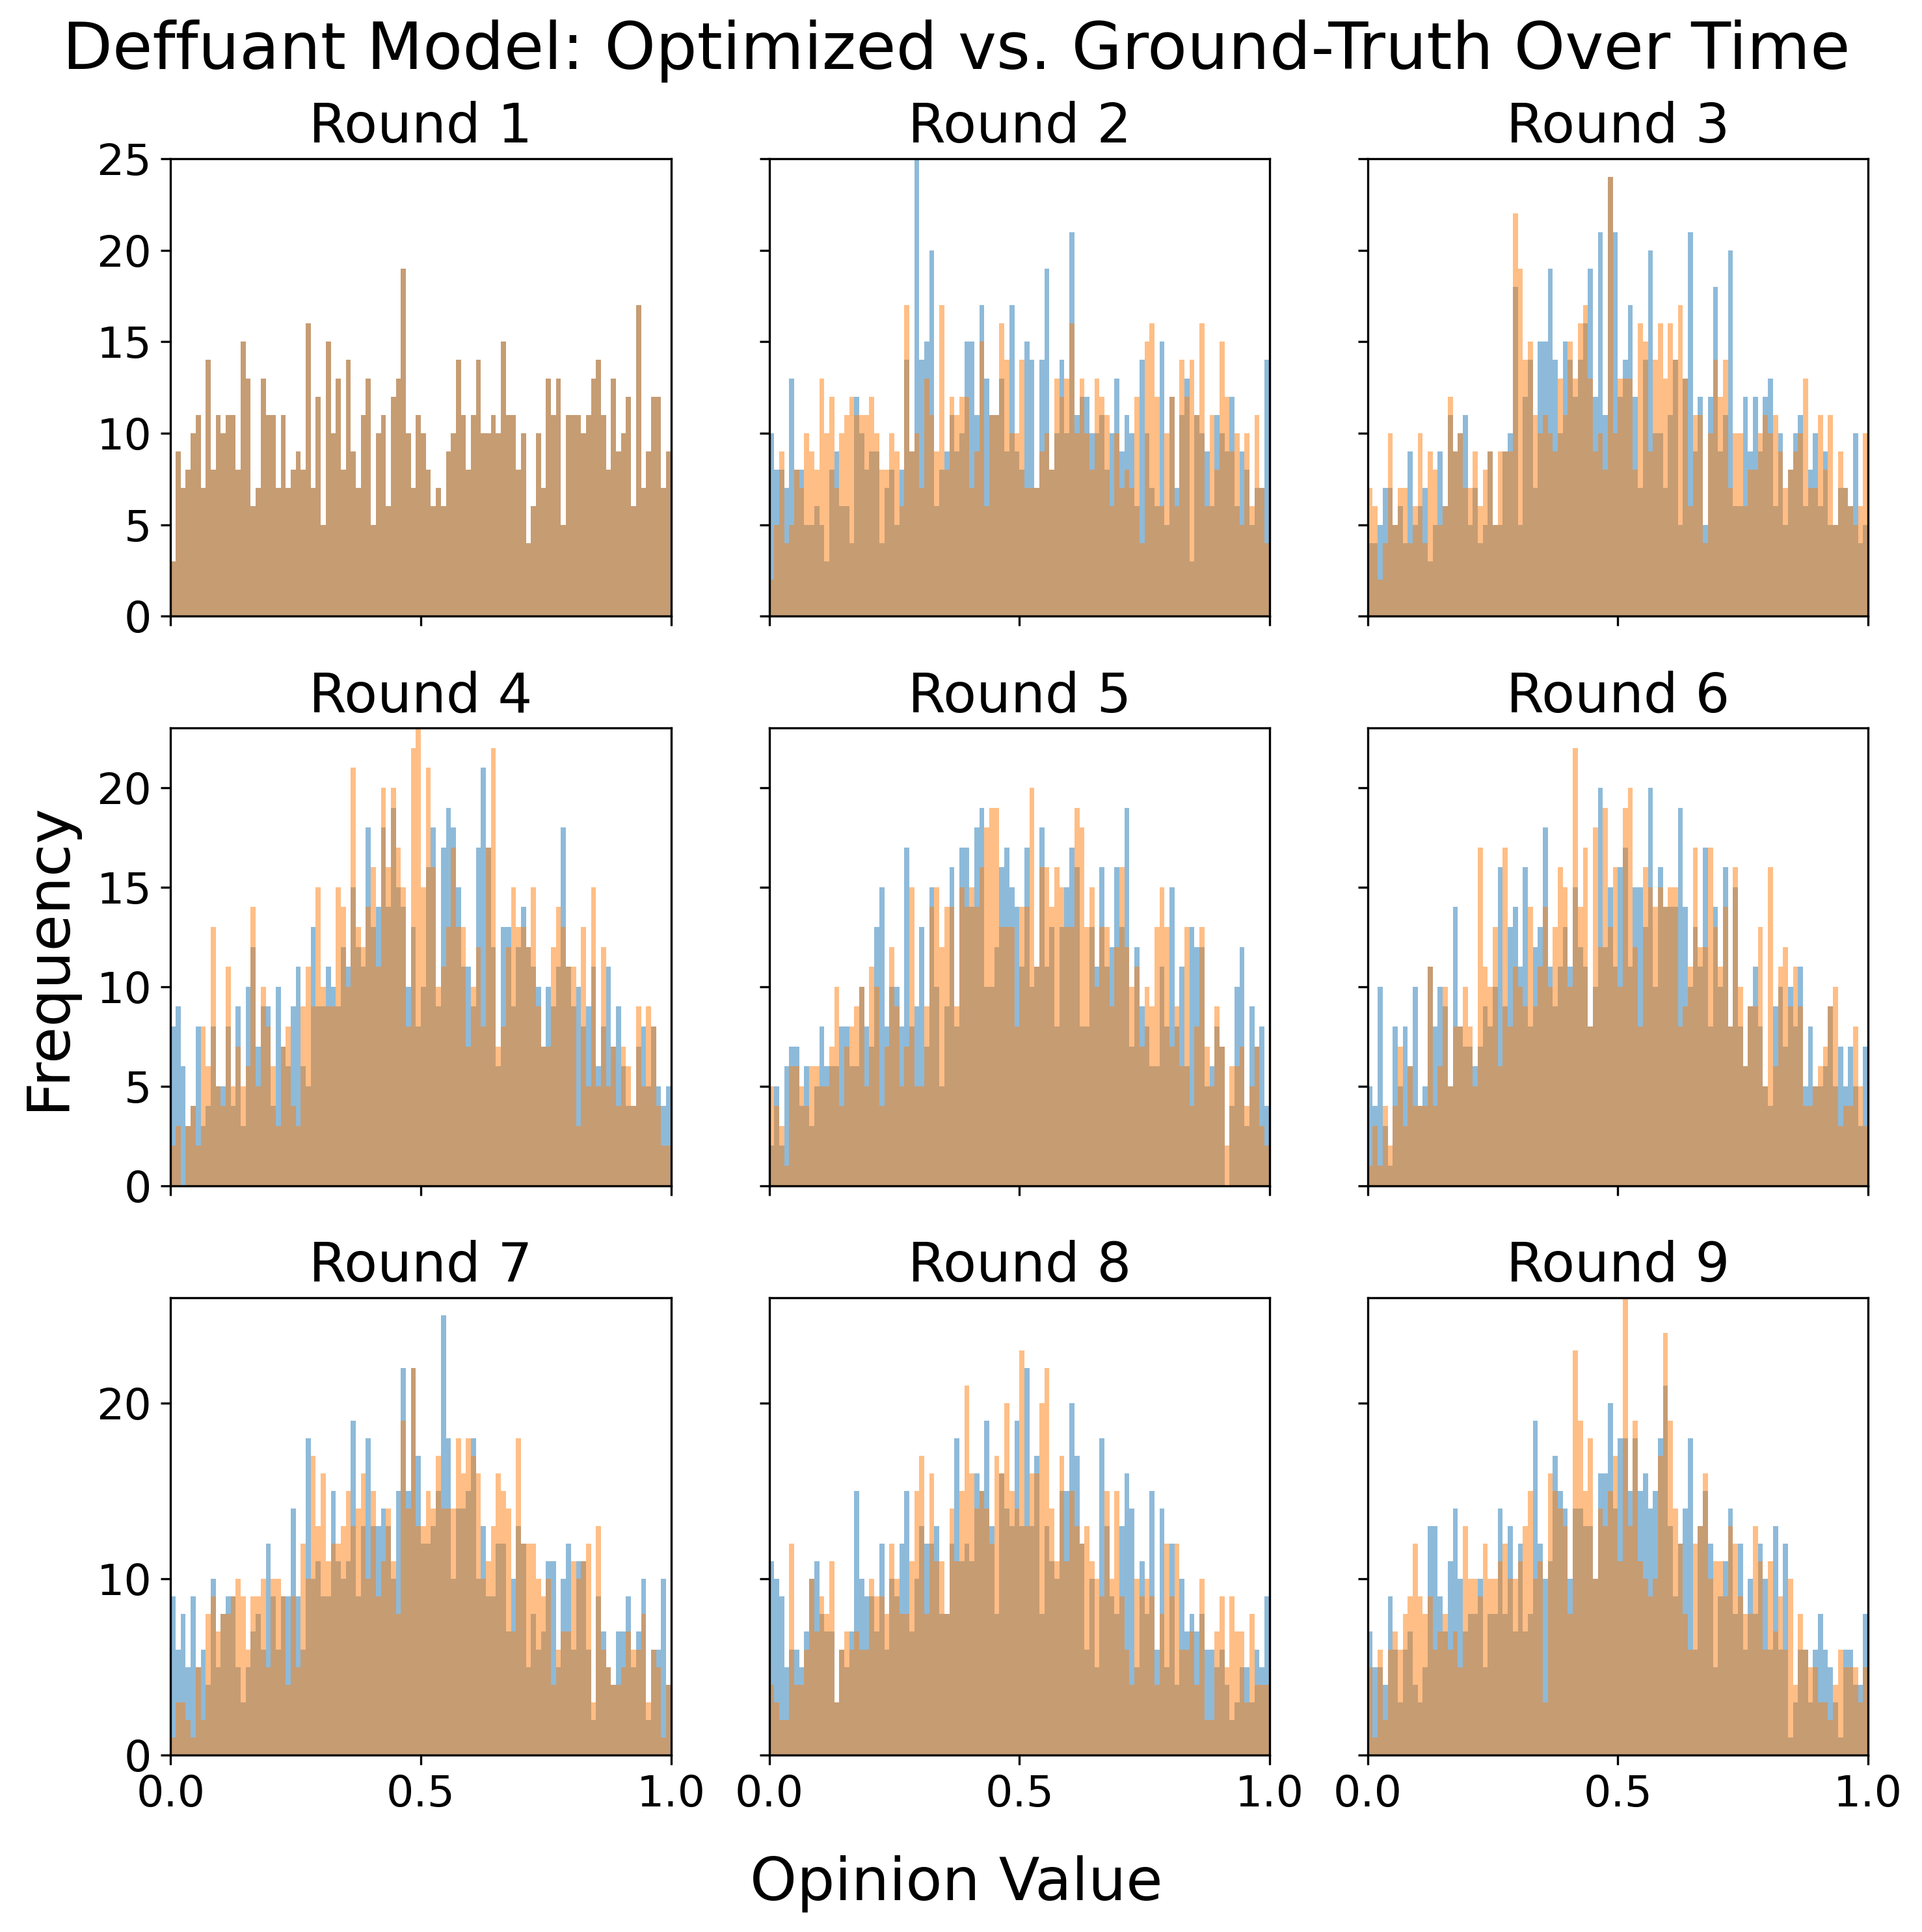 Deffuant Model: Optimized vs. Ground-Truth Over Time
Round 1
Round 2
Round 3
25
20
15
10
5
0
Round 4
Round 5
Round 6
20
15
10
5
0
Frequency
Round 7
Round 8
Round 9
20
10
0
0.0 0.5 1.0
0.0 0.5 1.0
0.0 0.5 1.0
Opinion Value